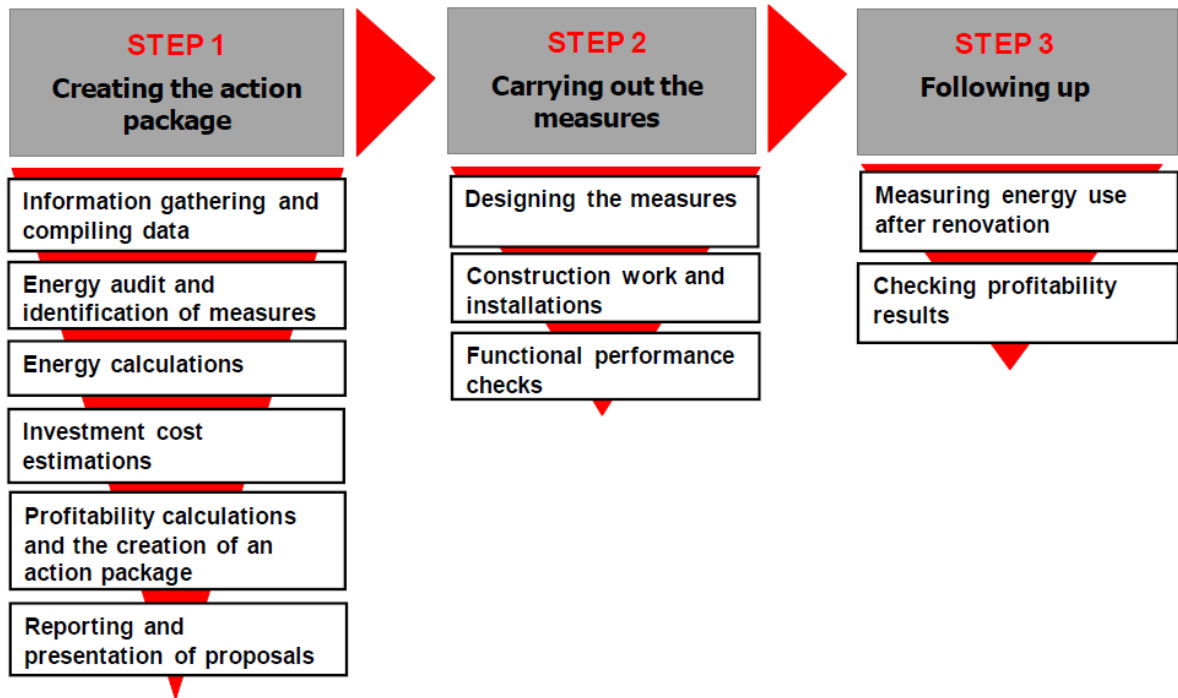 STEP 1
Creating the action
package
Information gathering and
compiling data
Energy audit and
identification of measures
Energy calculations
Investment cost
estimations
Profitability calculations
and the creation of an
action package
Reporting and
presentation of proposals
STEP 2
Carrying out the
measures
Designing the measures
Construction work and
installations
Functional performance
checks
STEP 3
Following up
Measuring energy use
after renovation
Checking profitability
results